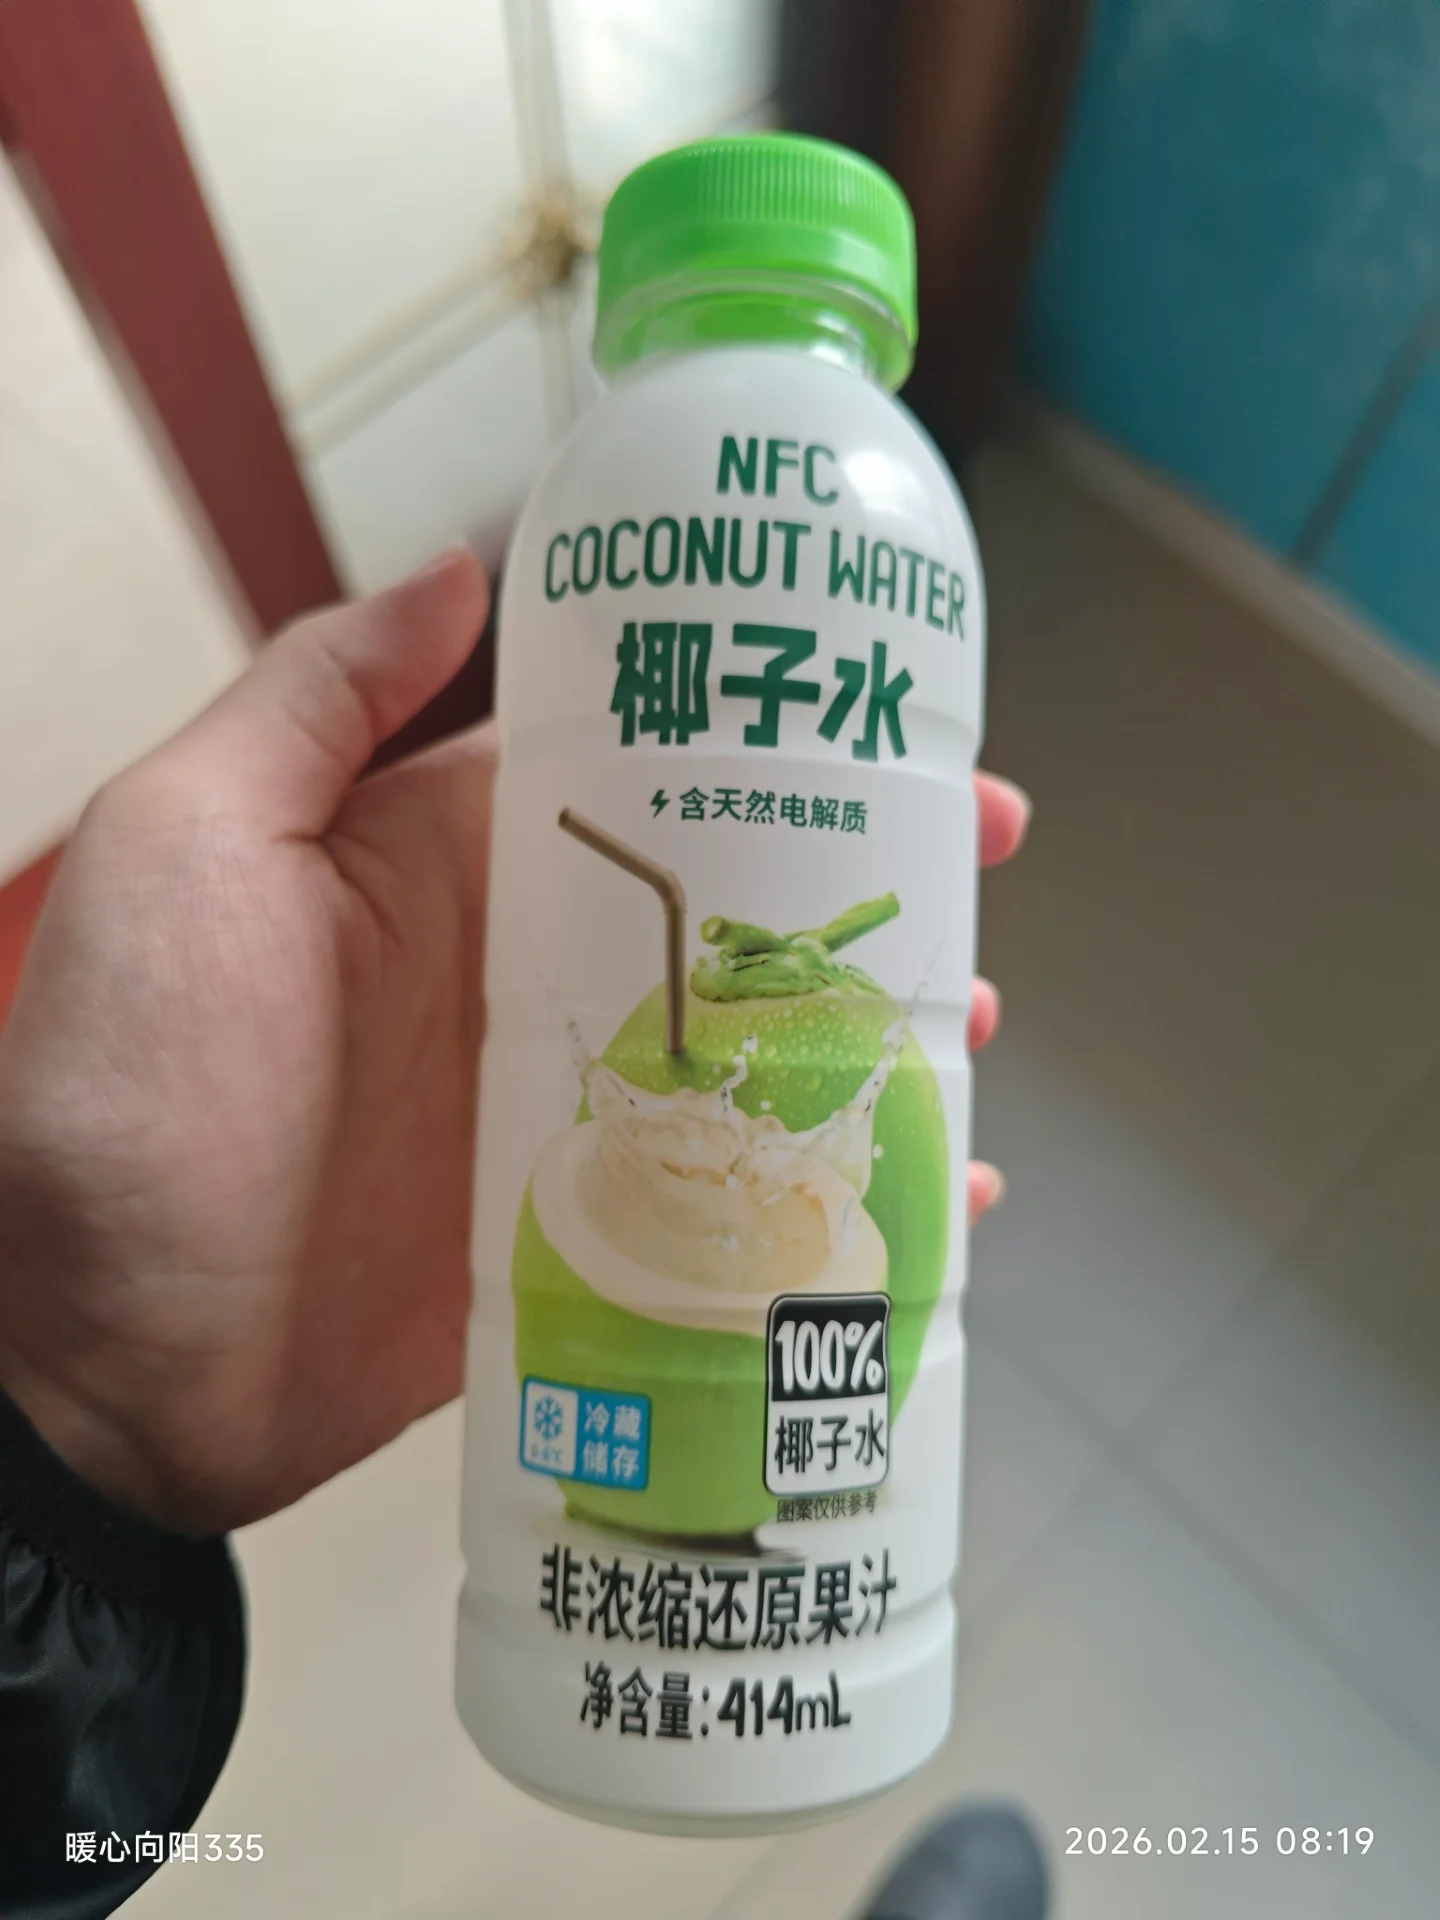 NFC
COCONUT WATER
椰子水
含天然电解质
100%
椰子水
冷藏
储存
图案仅供参考
非浓缩还原果汁
净含量:414mL
暖心向阳335
2026.02.15 08:19